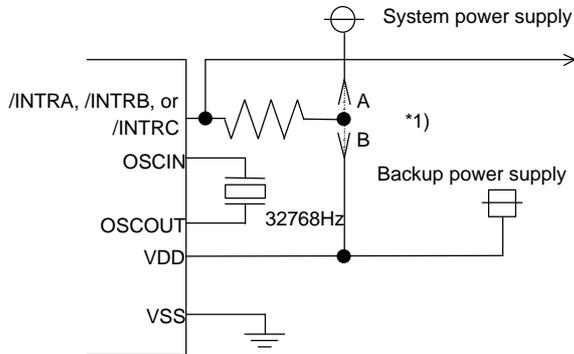 System power supply
/INTRA, /INTRB, or
/INTRC
A
*1)
B
OSCIN
Backup power supply
OSCOUT
32768Hz
VDD
VSS